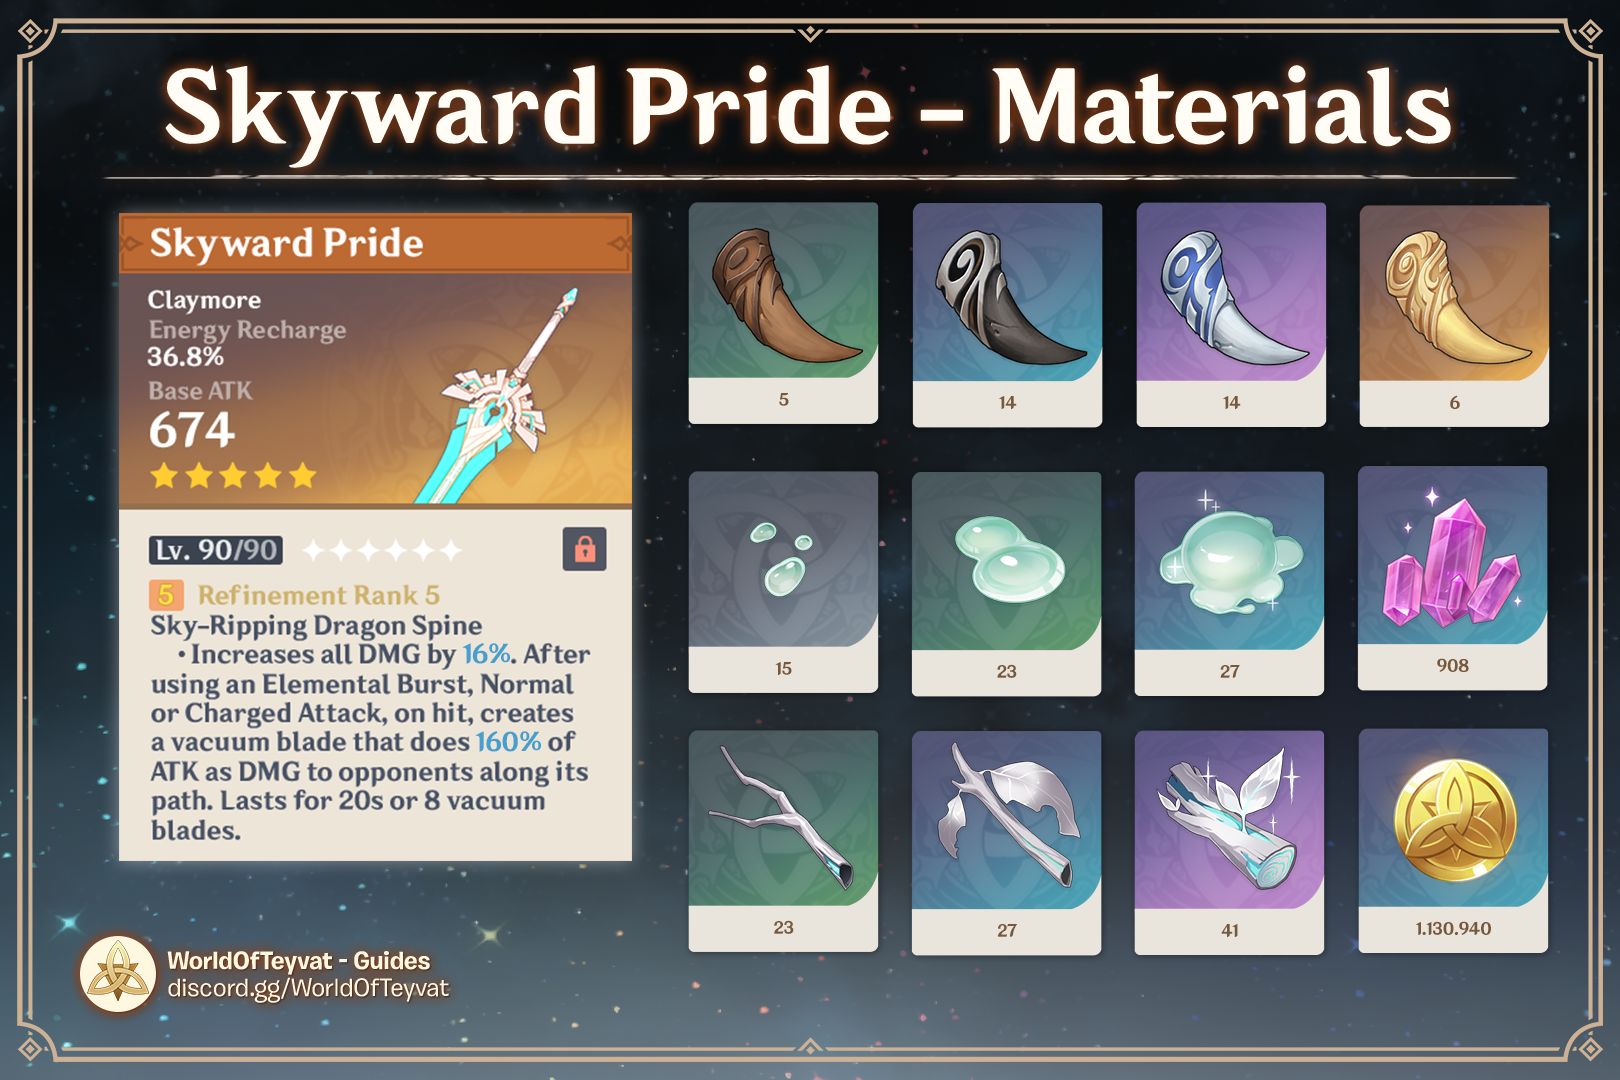 Skyward Pride - Materials
Skyward Pride
Claymore
Energy Recharge
36.8%
Base ATK
674
Lv. 90/90
5 Refinement Rank 5
Sky-Ripping Dragon Spine
• Increases all DMG by 16%. After
using an Elemental Burst, Normal
or Charged Attack, on hit, creates
a vacuum blade that does 160% of
ATK as DMG to opponents along its
path. Lasts for 20s or 8 vacuum
blades.
5
14
14
6
15
23
27
908
23
27
41
1.130.940
WorldOfTeyvat - Guides
discord.gg/WorldOfTeyvat